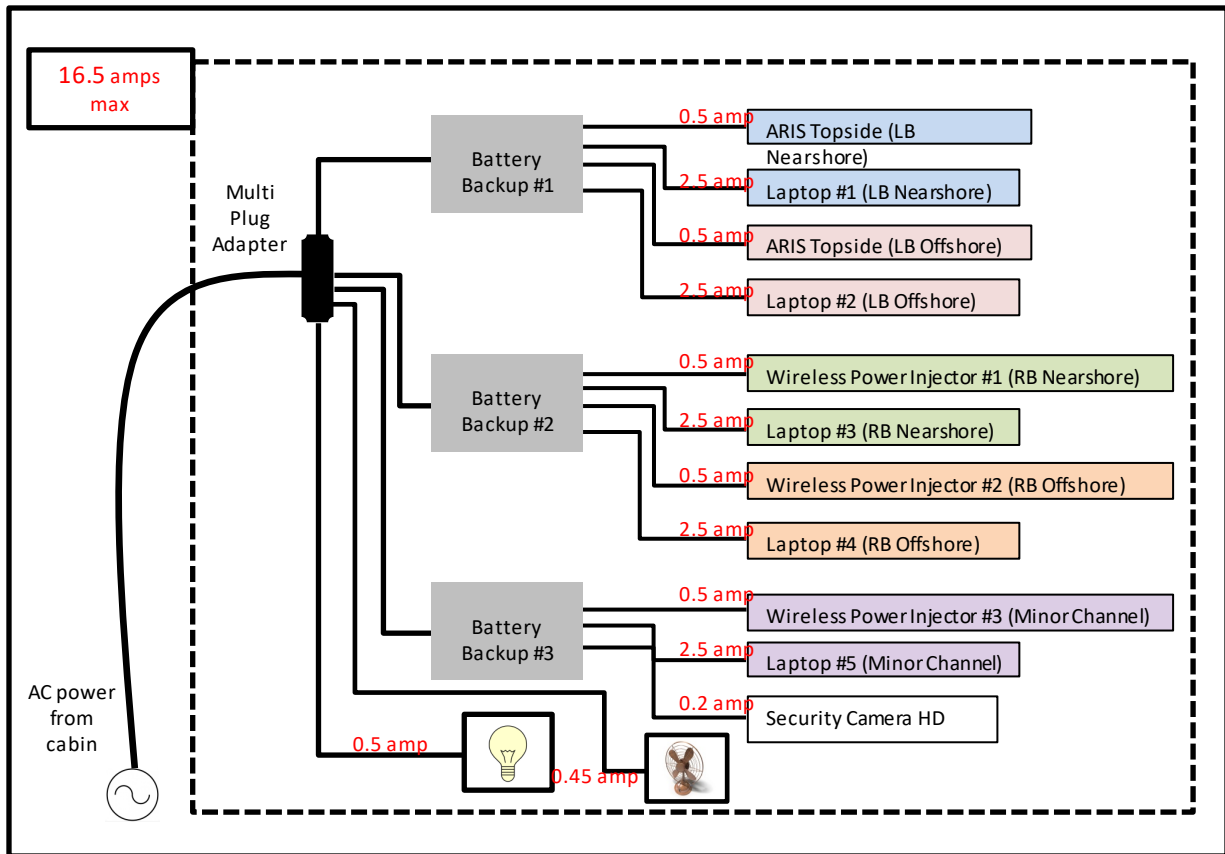 16.5 amps
max
0.5 amp
ARIS Topside (LB
Nearshore)
Battery
Backup #1
2.5 amp
Laptop #1 (LB Nearshore)
Multi
Plug
Adapter
0.5 amp
ARIS Topside (LB Offshore)
2.5 amp
Laptop #2 (LB Offshore)
0.5 amp
Wireless Power Injector #1 (RB Nearshore)
Battery
Backup #2
2.5 amp
Laptop #3 (RB Nearshore)
0.5 amp
Wireless Power Injector #2 (RB Offshore)
2.5 amp
Laptop #4 (RB Offshore)
0.5 amp
Wireless Power Injector #3 (Minor Channel)
Battery
Backup #3
2.5 amp
Laptop #5 (Minor Channel)
0.2 amp
Security Camera HD
AC power
from
cabin
0.5 amp
0.45 amp